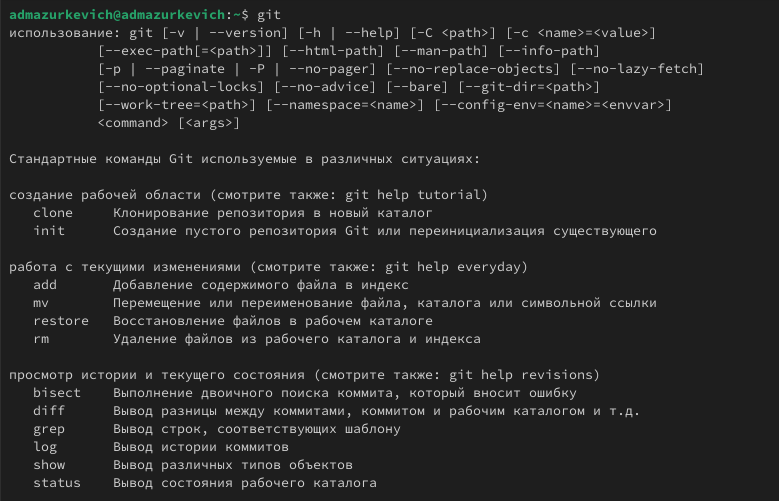 admazurkevich@admazurkevich:~$ git
использование: git [-v | --version] [-h | --help] [-C <path>] [-c <name>=<value>]
[--exec-path[=<path>]] [--html-path] [--man-path] [--info-path]
[-p | --paginate | -P | --no-pager] [--no-replace-objects] [--no-lazy-fetch]
[--no-optional-locks] [--no-advice] [--bare] [--git-dir=<path>]
[--work-tree=<path>] [--namespace=<name>] [--config-env=<name>=<envvar>]
<command> [<args>]
Стандартные команды Git используемые в различных ситуациях:
создание рабочей области (смотрите также: git help tutorial)
clone Клонирование репозитория в новый каталог
init Создание пустого репозитория Git или переинициализация существующего
работа с текущими изменениями (смотрите также: git help everyday)
add Добавление содержимого файла в индекс
mv Перемещение или переименование файла, каталога или символьной ссылки
restore Восстановление файлов в рабочем каталоге
rm Удаление файлов из рабочего каталога и индекса
просмотр истории и текущего состояния (смотрите также: git help revisions)
bisect Выполнение двоичного поиска коммита, который вносит ошибку
diff Вывод разницы между коммитами, коммитом и рабочим каталогом и т.д.
grep Вывод строк, соответствующих шаблону
log Вывод истории коммитов
show Вывод различных типов объектов
status Вывод состояния рабочего каталога